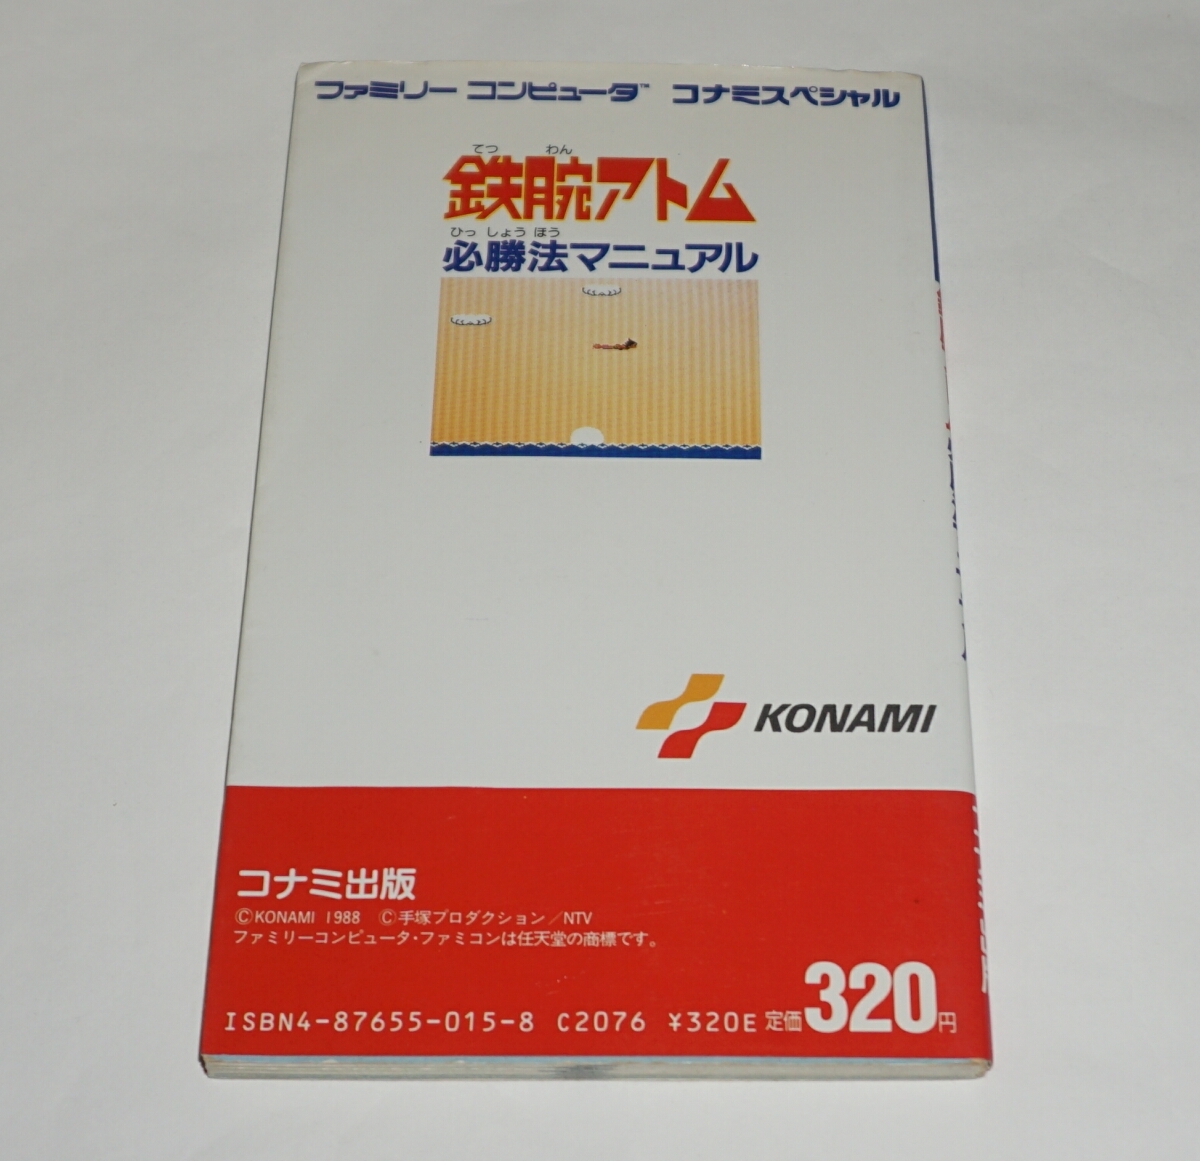 ファミリー コンピュータ™ コナミスペシャル
てつ わん
鉄腕アトム
ひっ しょう ほう
必勝法マニュアル
KONAMI
コナミ出版
©KONAMI 1988 ©手塚プロダクション/NTV
ファミリーコンピュータ・ファミコンは任天堂の商標です。
ISBN4-87655-015-8 C2076 ¥320E 定価320円